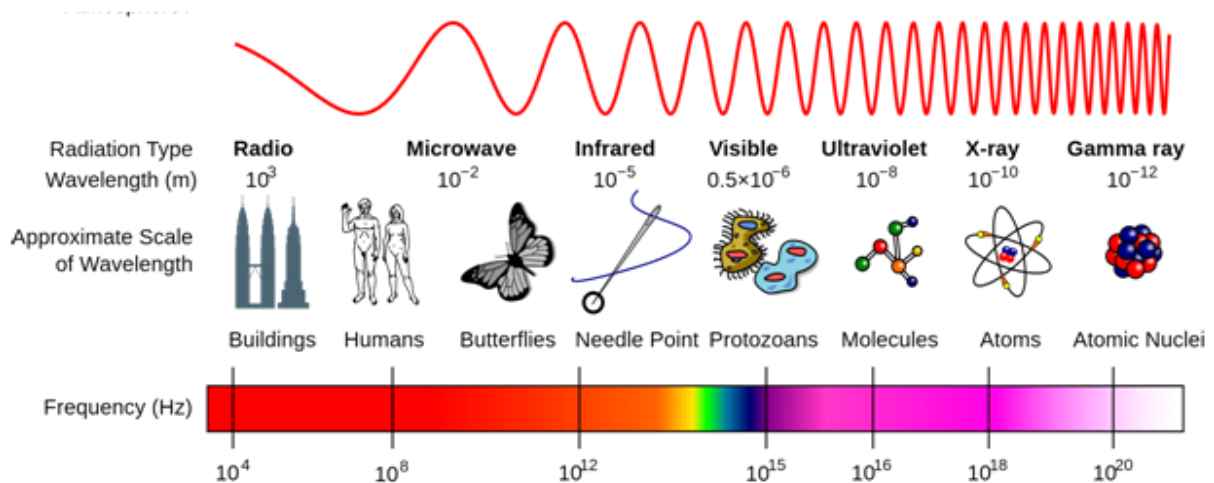 Radiation Type Radio Microwave Infrared Visible Ultraviolet X-ray Gamma ray
Wavelength (m) 10³ 10⁻² 10⁻⁵ 0.5×10⁻⁶ 10⁻⁸ 10⁻¹⁰ 10⁻¹²
Approximate Scale
of Wavelength
Buildings Humans Butterflies Needle Point Protozoans Molecules Atoms Atomic Nuclei
Frequency (Hz)
10⁴ 10⁸ 10¹² 10¹⁵ 10¹⁶ 10¹⁸ 10²⁰